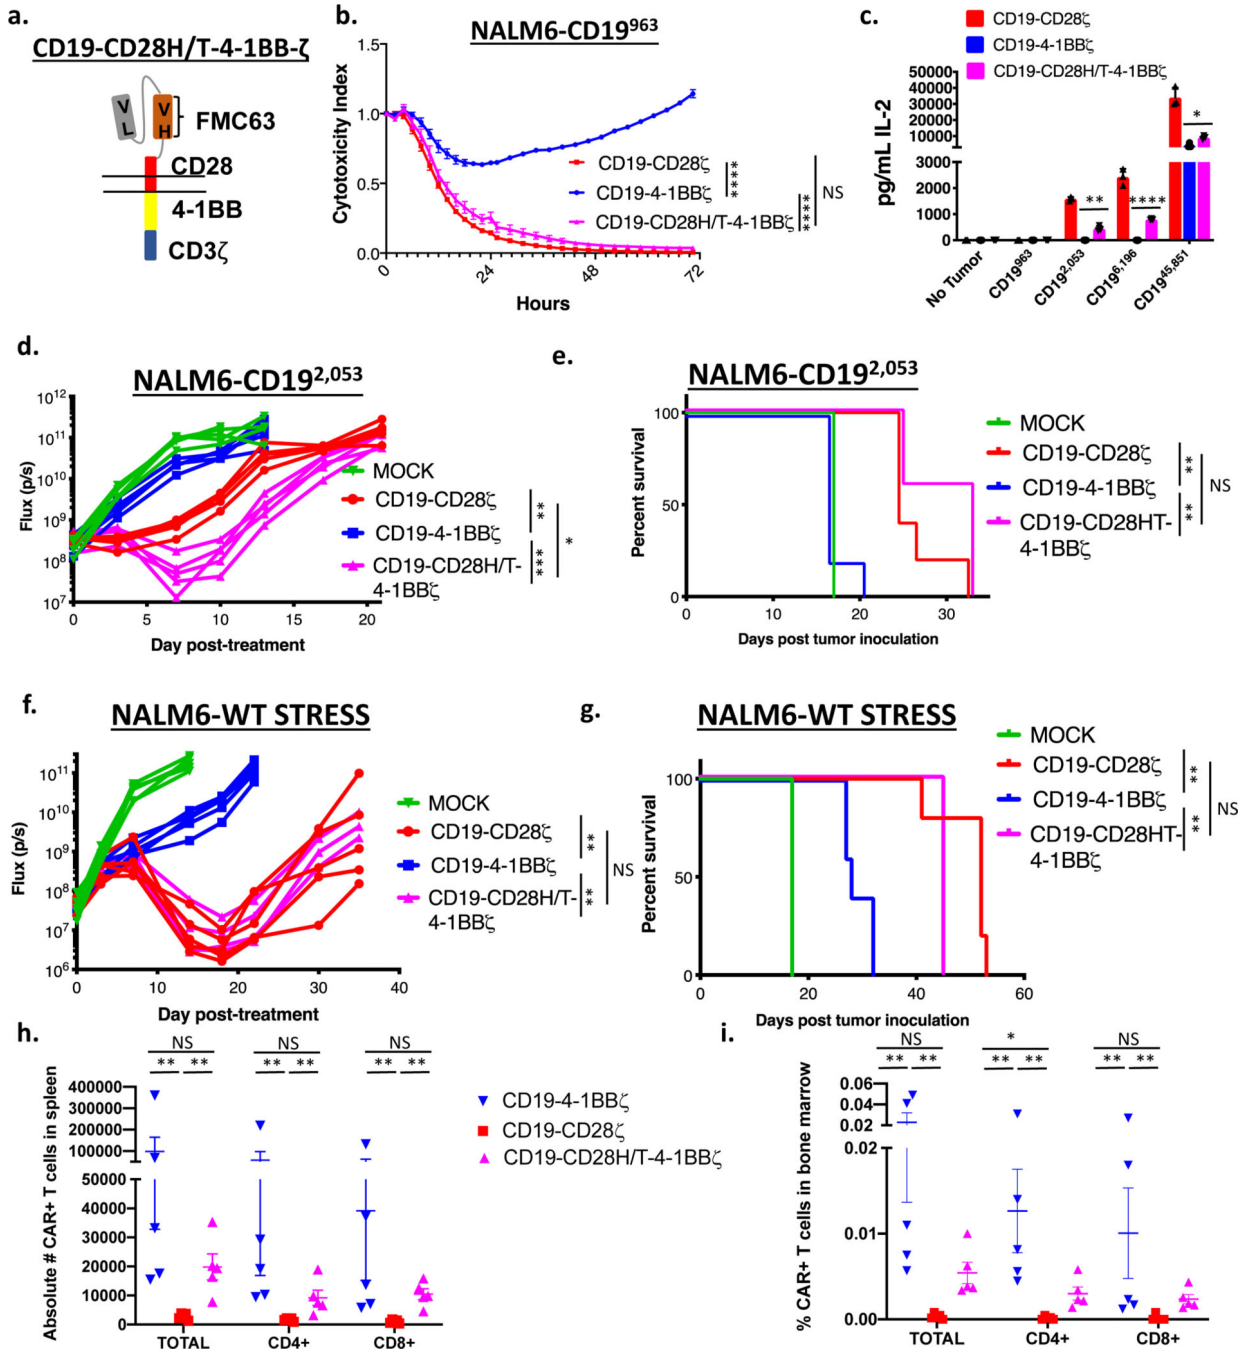 a.
CD19-CD28H/T-4-1BB-ζ
V
L
V
H
FMC63
CD28
4-1BB
CD3ζ
b.
NALM6-CD19⁹⁶³
Cytotoxicity Index
1.5
1.0
0.5
0.0
0
24
48
72
Hours
CD19-CD28ζ
CD19-4-1BBζ
CD19-CD28H/T-4-1BBζ
****
****
NS
c.
CD19-CD28ζ
CD19-4-1BBζ
CD19-CD28H/T-4-1BBζ
pg/mL IL-2
50000
40000
30000
20000
10000
3000
2000
1000
0
**
****
*
No Tumor
CD19⁹⁶³
CD19²,⁰⁵³
CD19⁶,¹⁹⁶
CD19⁴⁵,⁸⁵¹
d.
NALM6-CD19²,⁰⁵³
Flux (p/s)
10¹²
10¹¹
10¹⁰
10⁹
10⁸
10⁷
0
5
10
15
20
Day post-treatment
MOCK
CD19-CD28ζ
CD19-4-1BBζ
CD19-CD28H/T-
4-1BBζ
**
***
*
e.
NALM6-CD19²,⁰⁵³
Percent survival
100
50
0
0
10
20
30
Days post tumor inoculation
MOCK
CD19-CD28ζ
CD19-4-1BBζ
CD19-CD28HT-
4-1BBζ
**
**
NS
f.
NALM6-WT STRESS
Flux (p/s)
10¹¹
10¹⁰
10⁹
10⁸
10⁷
10⁶
0
10
20
30
40
Day post-treatment
MOCK
CD19-CD28ζ
CD19-4-1BBζ
CD19-CD28H/T-
4-1BBζ
**
**
NS
g.
NALM6-WT STRESS
Percent survival
100
50
0
0
20
40
60
Days post tumor inoculation
MOCK
CD19-CD28ζ
CD19-4-1BBζ
CD19-CD28HT-
4-1BBζ
**
**
NS
h.
NS NS NS
** ** ** ** ** **
Absolute # CAR+ T cells in spleen
400000
300000
200000
100000
50000
40000
30000
20000
10000
0
TOTAL CD4+ CD8+
CD19-4-1BBζ
CD19-CD28ζ
CD19-CD28H/T-4-1BBζ
i.
NS * NS
** ** ** ** ** **
% CAR+ T cells in bone marrow
0.06
0.04
0.02
0.02
0.01
0.00
TOTAL CD4+ CD8+